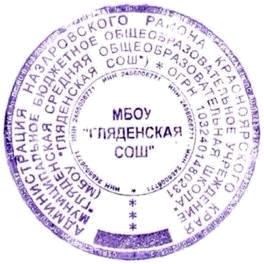 АДМИНИСТРАЦИЯ НАЗАРОВСКОГО РАЙОНА КРАСНОЯРСКОГО КРАЯ
МУНИЦИПАЛЬНОЕ БЮДЖЕТНОЕ ОБЩЕОБРАЗОВАТЕЛЬНОЕ УЧРЕЖДЕНИЕ
"ГЛЯДЕНСКАЯ СРЕДНЯЯ ОБЩЕОБРАЗОВАТЕЛЬНАЯ ШКОЛА"
(МБОУ "ГЛЯДЕНСКАЯ СОШ") * ОГРН
МБОУ
"ГЛЯДЕНСКАЯ
СОШ"
* * *